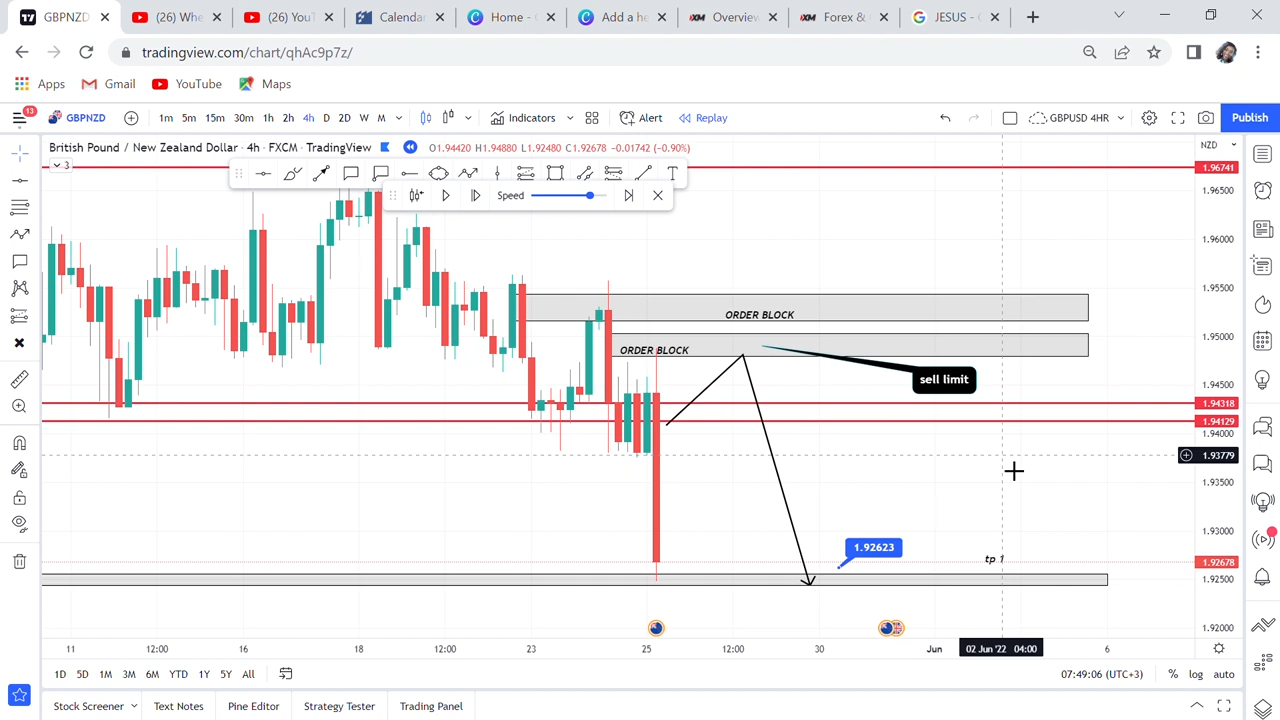 GBPNZD
(26) Whe
(26) YouT
Calendar
Home -
Add a he
Overview
Forex &
JESUS -
tradingview.com/chart/qhAc9p7z/
Apps Gmail YouTube Maps
13
GBPNZD 1m 5m 15m 30m 1h 2h 4h D 2D W M Indicators Alert Replay GBPUSD 4HR Publish
British Pound / New Zealand Dollar · 4h · FXCM · TradingView O1.94420 H1.94880 L1.92480 C1.92678 −0.01742 (−0.90%) NZD
3
T
1.96741
1.96500
Speed
1.96000
1.95500
ORDER BLOCK
1.95000
ORDER BLOCK
sell limit
1.94500
1.94318
1.94129
1.94000
1.93779
1.93500
1.93000
1.92623
tp 1
1.92678
1.92500
1.92000
11 12:00 16 18 12:00 23 25 12:00 30 Jun 02 Jun '22 04:00 6
1D 5D 1M 3M 6M YTD 1Y 5Y All 07:49:06 (UTC+3) % log auto
Stock Screener Text Notes Pine Editor Strategy Tester Trading Panel